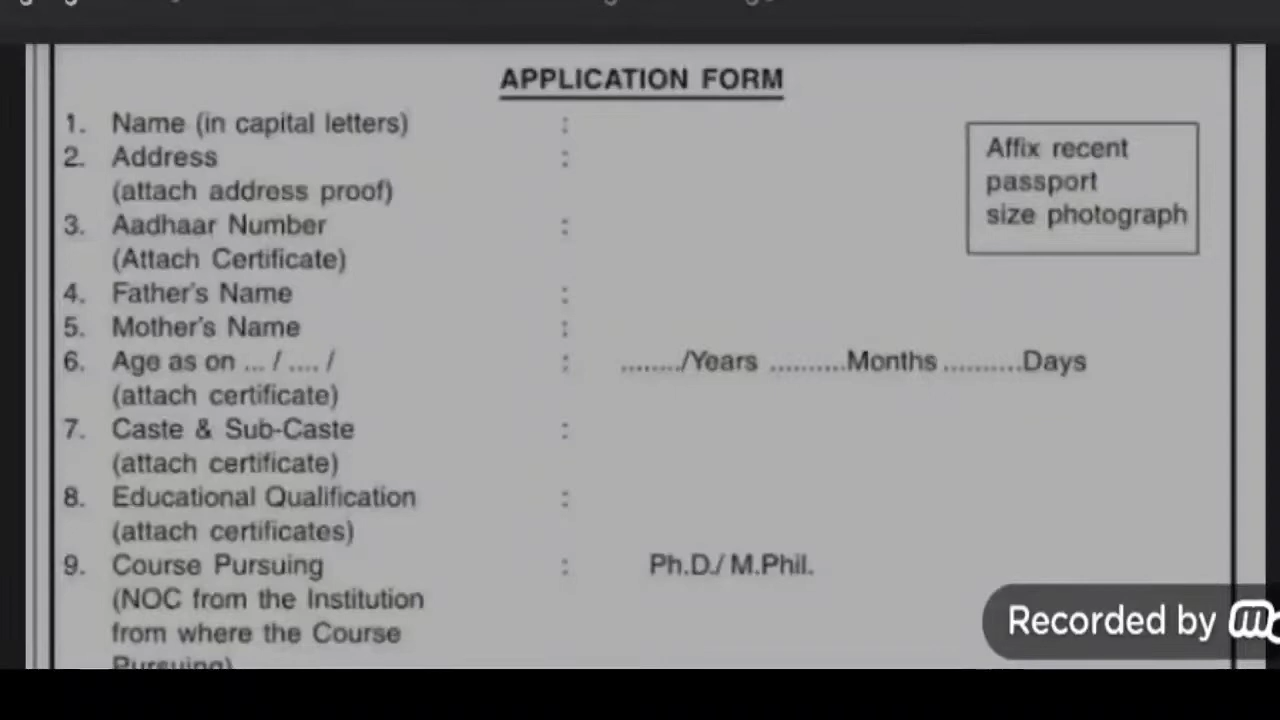 APPLICATION FORM
1. Name (in capital letters) :
2. Address :
(attach address proof)
3. Aadhaar Number :
(Attach Certificate)
4. Father's Name :
5. Mother's Name :
6. Age as on ... / .... / : ......../Years ..........Months ..........Days
(attach certificate)
7. Caste & Sub-Caste :
(attach certificate)
8. Educational Qualification :
(attach certificates)
9. Course Pursuing : Ph.D./ M.Phil.
(NOC from the Institution
from where the Course
Pursuing)
Affix recent
passport
size photograph
Recorded by